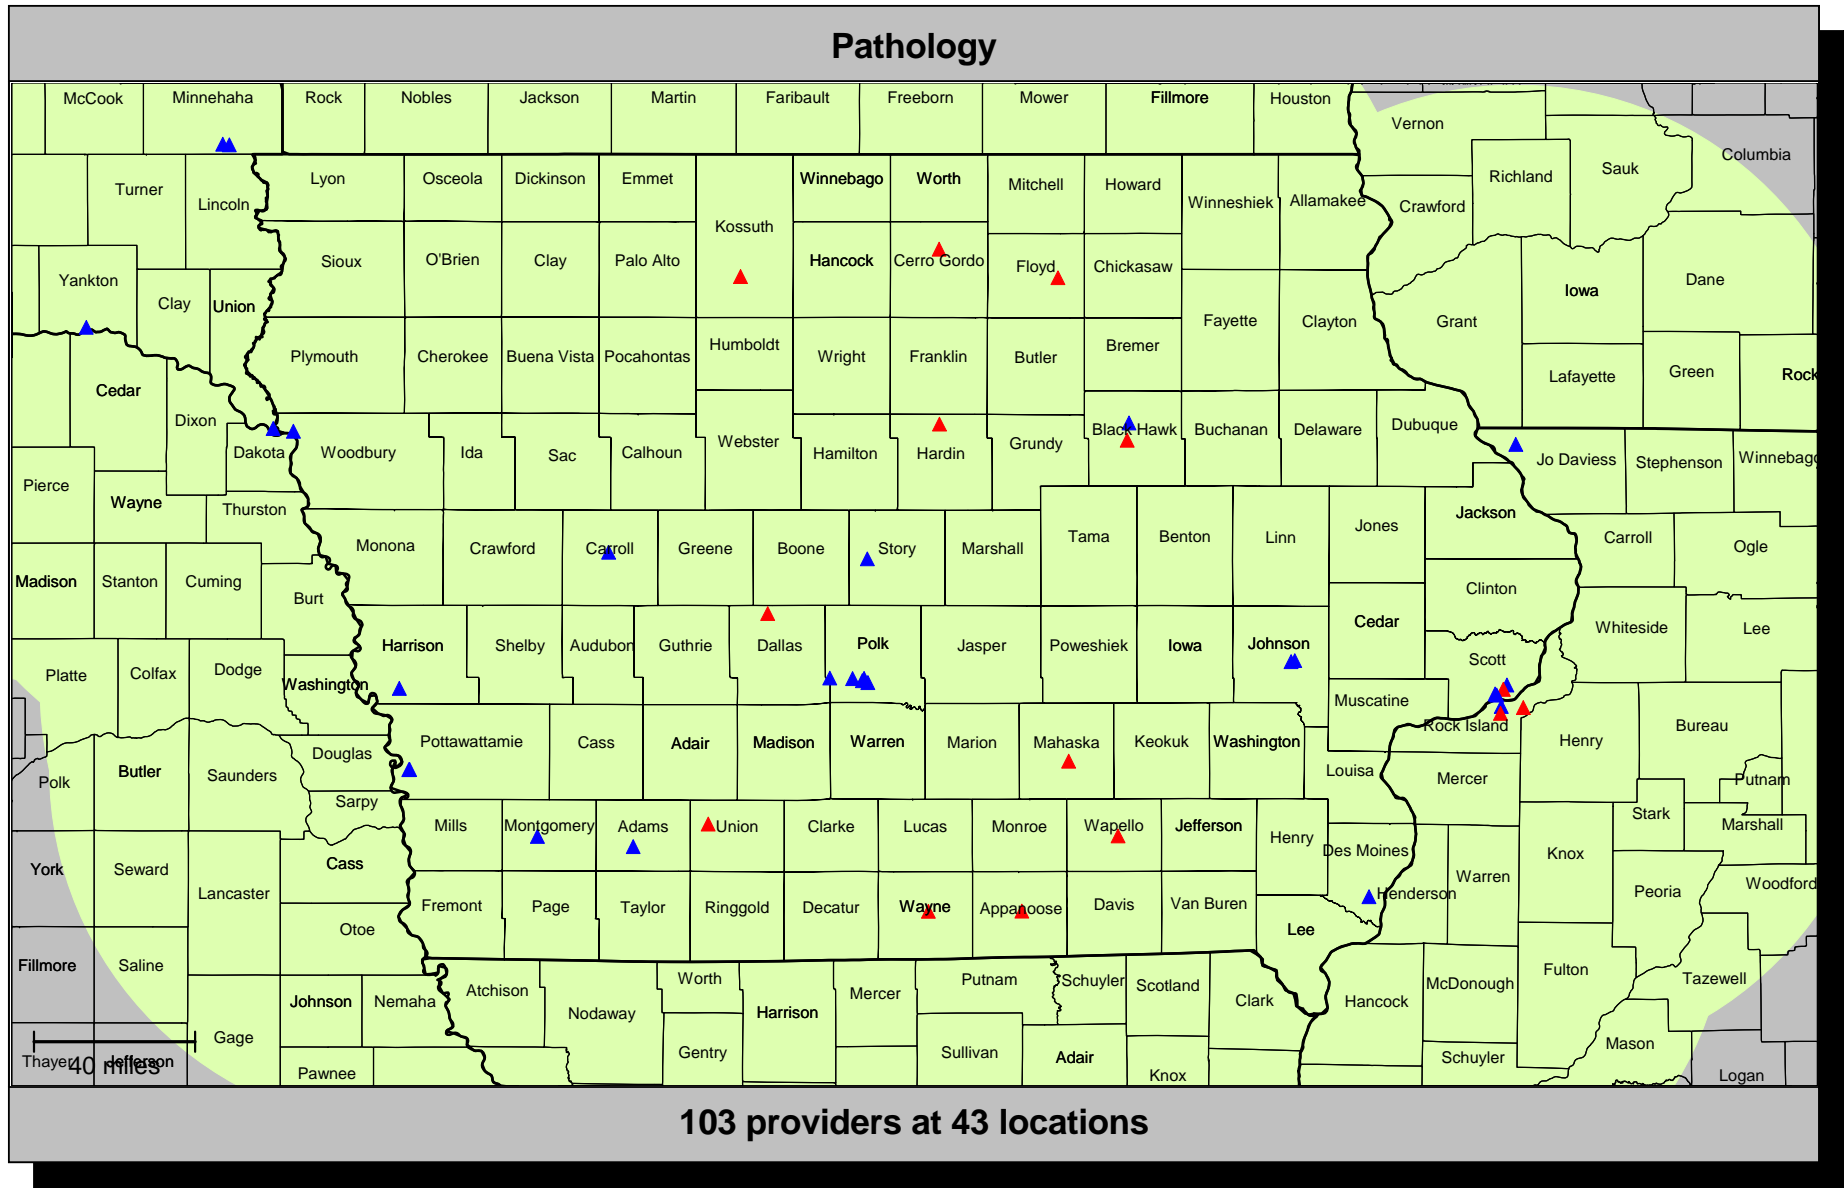 Pathology
McCook Minnehaha Rock Nobles Jackson Martin Faribault Freeborn Mower Fillmore Houston
Vernon
Columbia
Richland Sauk
Turner Lyon Osceola Dickinson Emmet Winnebago Worth Mitchell Howard
Lincoln Winneshiek Allamakee Crawford
Kossuth
Yankton Sioux O'Brien Clay Palo Alto Hancock Cerro Gordo Floyd Chickasaw Dane
Clay Union Iowa
Fayette Clayton Grant
Plymouth Cherokee Buena Vista Pocahontas Humboldt Wright Franklin Butler Bremer
Lafayette Green Rock
Cedar
Dixon Dubuque
Dakota Woodbury Ida Sac Calhoun Webster Hamilton Hardin Grundy Black Hawk Buchanan Delaware
Jo Daviess Stephenson Winnebago
Pierce
Wayne Thurston Jackson
Monona Crawford Carroll Greene Boone Story Marshall Tama Benton Linn Jones Carroll Ogle
Madison Stanton Cuming
Burt Clinton
Cedar Whiteside Lee
Harrison Shelby Audubon Guthrie Dallas Polk Jasper Poweshiek Iowa Johnson
Platte Colfax Dodge Scott
Washington
Muscatine
Rock Island Bureau
Pottawattamie Cass Adair Madison Warren Marion Mahaska Keokuk Washington Henry
Douglas
Polk Butler Saunders Louisa Mercer Putnam
Sarpy
Mills Montgomery Adams Union Clarke Lucas Monroe Wapello Jefferson Henry Stark Marshall
Des Moines Knox
York Seward Cass
Lancaster Henderson Warren Peoria Woodford
Fremont Page Taylor Ringgold Decatur Wayne Appanoose Davis Van Buren
Otoe Lee
Fillmore Saline Fulton
Worth Putnam Schuyler Scotland McDonough Tazewell
Johnson Nemaha Atchison Mercer Clark Hancock
Nodaway Harrison
Gage Gentry Sullivan Adair Mason
Thayer Jefferson Schuyler
40 miles
Pawnee Knox Logan
103 providers at 43 locations